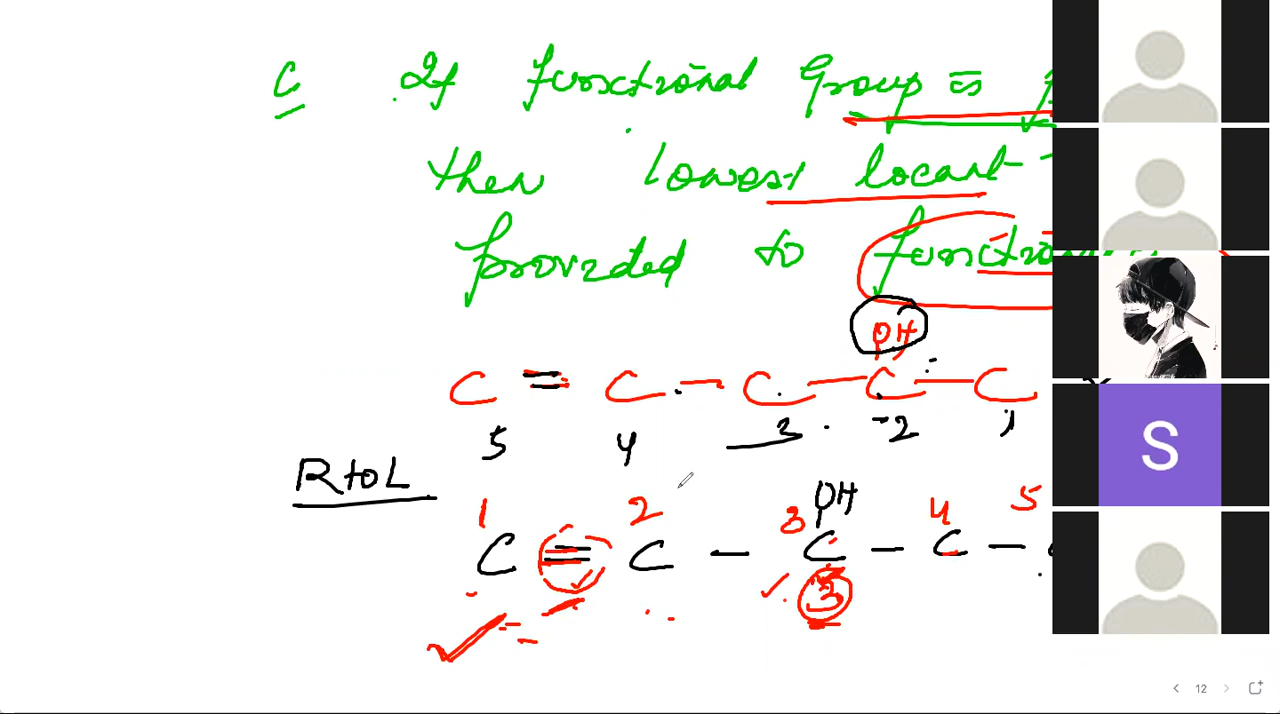 C If functional Group is
then lowest locant
provided to function
OH
C = C - C - C - C
5 4 3 2 1
R to L
1 2 3 OH 4 5
C ≡ C - C - C -
3
S
12